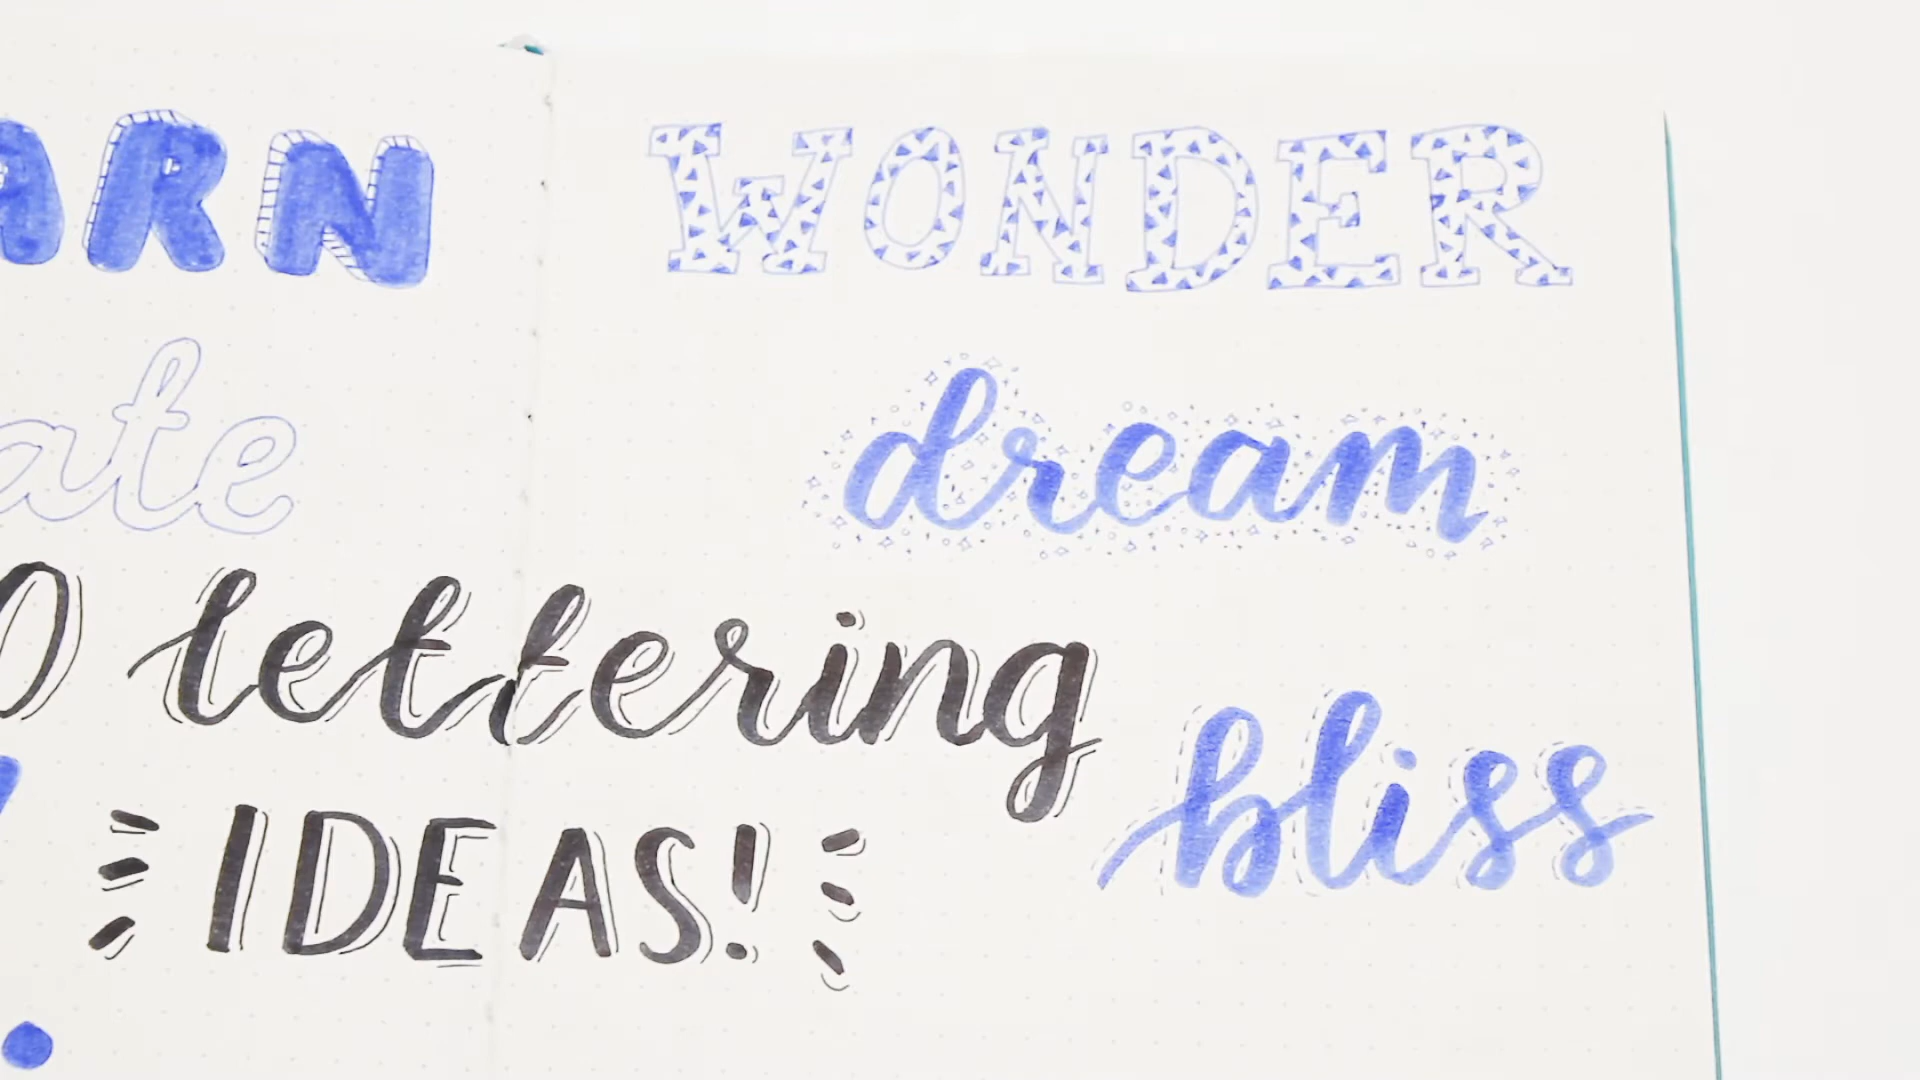 ARN
WONDER
ate
dream
0 lettering
bliss
IDEAS!